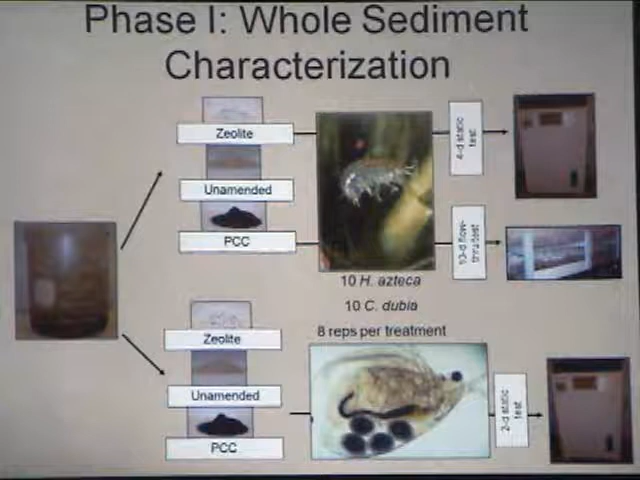 Phase I: Whole Sediment
Characterization
Zeolite
Unamended
PCC
4-d static
test
10-d flow-
thru test
10 H. azteca
10 C. dubia
8 reps per treatment
Zeolite
Unamended
PCC
2-d static
test